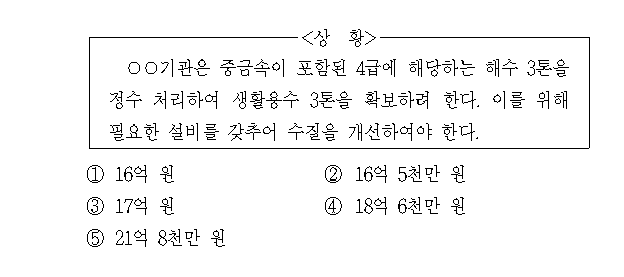 <상 황>
○○기관은 중금속이 포함된 4급에 해당하는 해수 3톤을
정수 처리하여 생활용수 3톤을 확보하려 한다. 이를 위해
필요한 설비를 갖추어 수질을 개선하여야 한다.
① 16억 원 ② 16억 5천만 원
③ 17억 원 ④ 18억 6천만 원
⑤ 21억 8천만 원